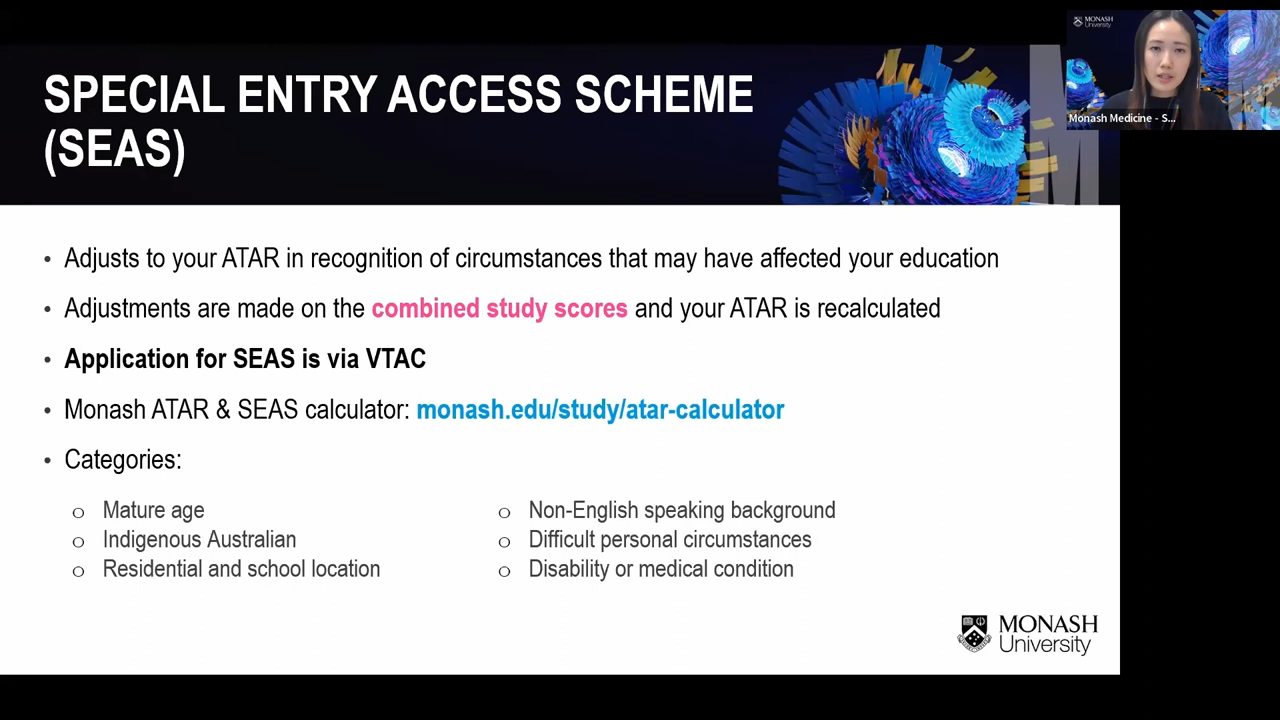 SPECIAL ENTRY ACCESS SCHEME
(SEAS)
MONASH
University
Monash Medicine - S...
• Adjusts to your ATAR in recognition of circumstances that may have affected your education
• Adjustments are made on the combined study scores and your ATAR is recalculated
• Application for SEAS is via VTAC
• Monash ATAR & SEAS calculator: monash.edu/study/atar-calculator
• Categories:
o Mature age
o Indigenous Australian
o Residential and school location
o Non-English speaking background
o Difficult personal circumstances
o Disability or medical condition
MONASH
University